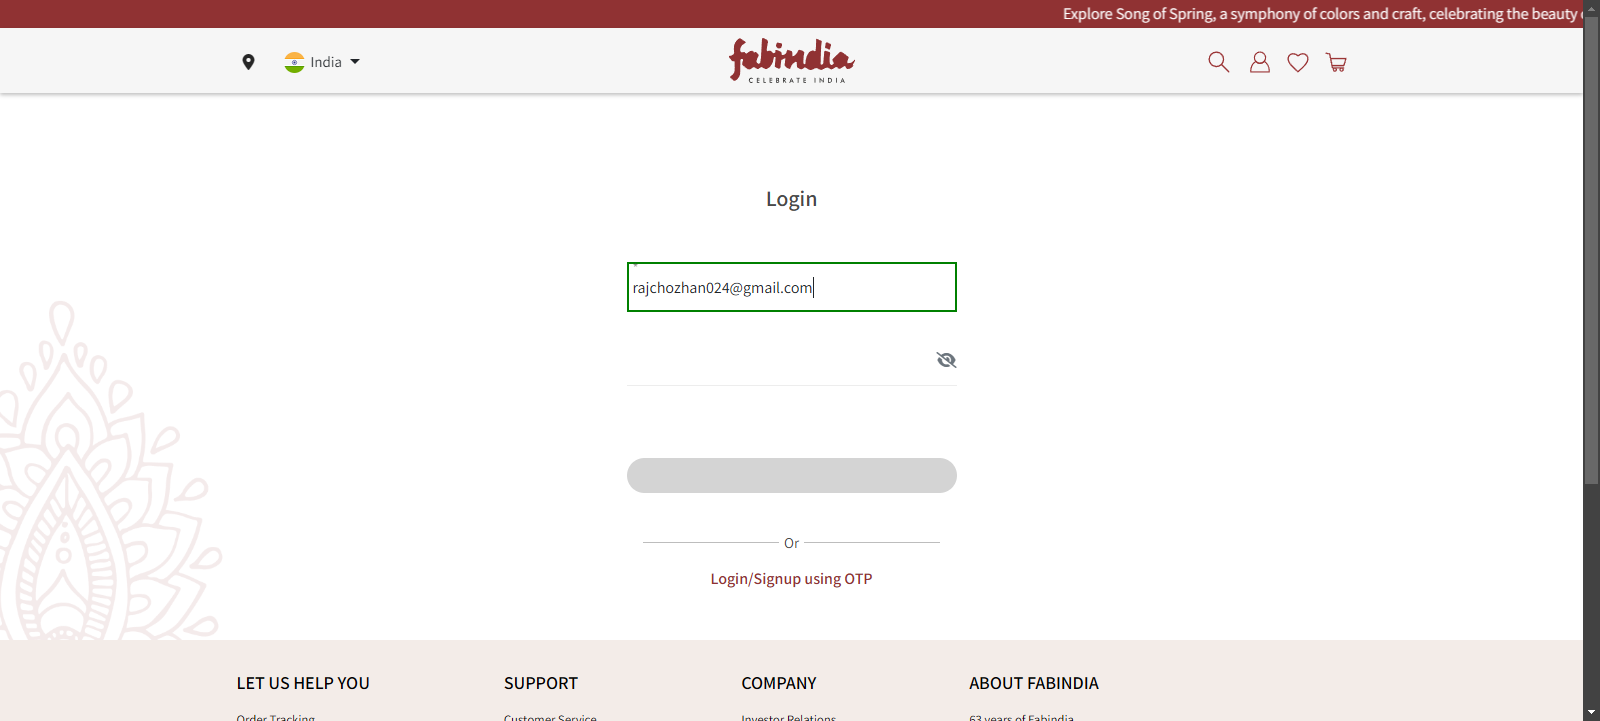 Explore Song of Spring, a symphony of colors and craft, celebrating the beauty
India
fabindia
CELEBRATE INDIA
Login
rajchozhan024@gmail.com
Or
Login/Signup using OTP
LET US HELP YOU
SUPPORT
COMPANY
ABOUT FABINDIA
Order Tracking
Customer Service
Investor Relations
63 years of Fabindia